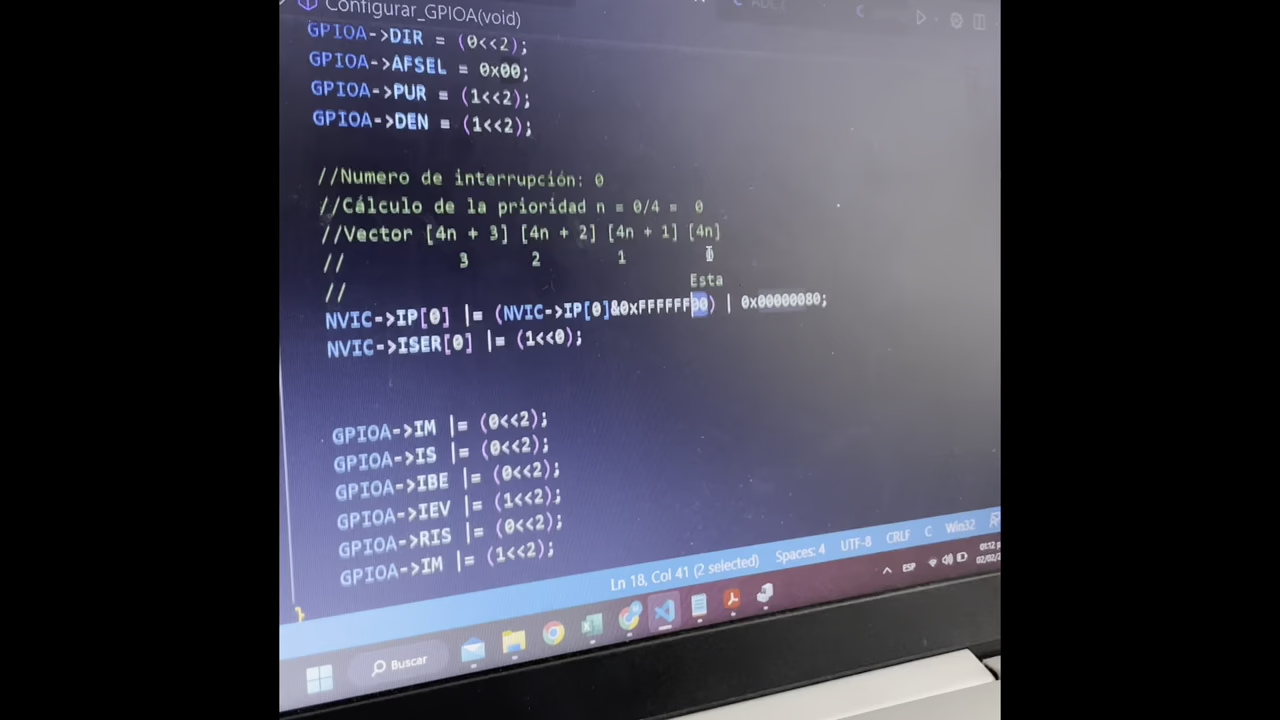 Configurar_GPIOA(void)
GPIOA->DIR = (0<<2);
GPIOA->AFSEL = 0x00;
GPIOA->PUR = (1<<2);
GPIOA->DEN = (1<<2);
//Numero de interrupción: 0
//Cálculo de la prioridad n = 0/4 = 0
//Vector [4n + 3] [4n + 2] [4n + 1] [4n]
// 3 2 1 0
// Esta
NVIC->IP[0] |= (NVIC->IP[0]&0xFFFFFF00) | 0x00000080;
NVIC->ISER[0] |= (1<<0);
GPIOA->IM |= (0<<2);
GPIOA->IS |= (0<<2);
GPIOA->IBE |= (0<<2);
GPIOA->IEV |= (1<<2);
GPIOA->RIS |= (0<<2);
GPIOA->IM |= (1<<2);
}
Ln 18, Col 41 (2 selected) Spaces: 4 UTF-8 CRLF C Win32
Buscar ESP 01:12 p
02/02/